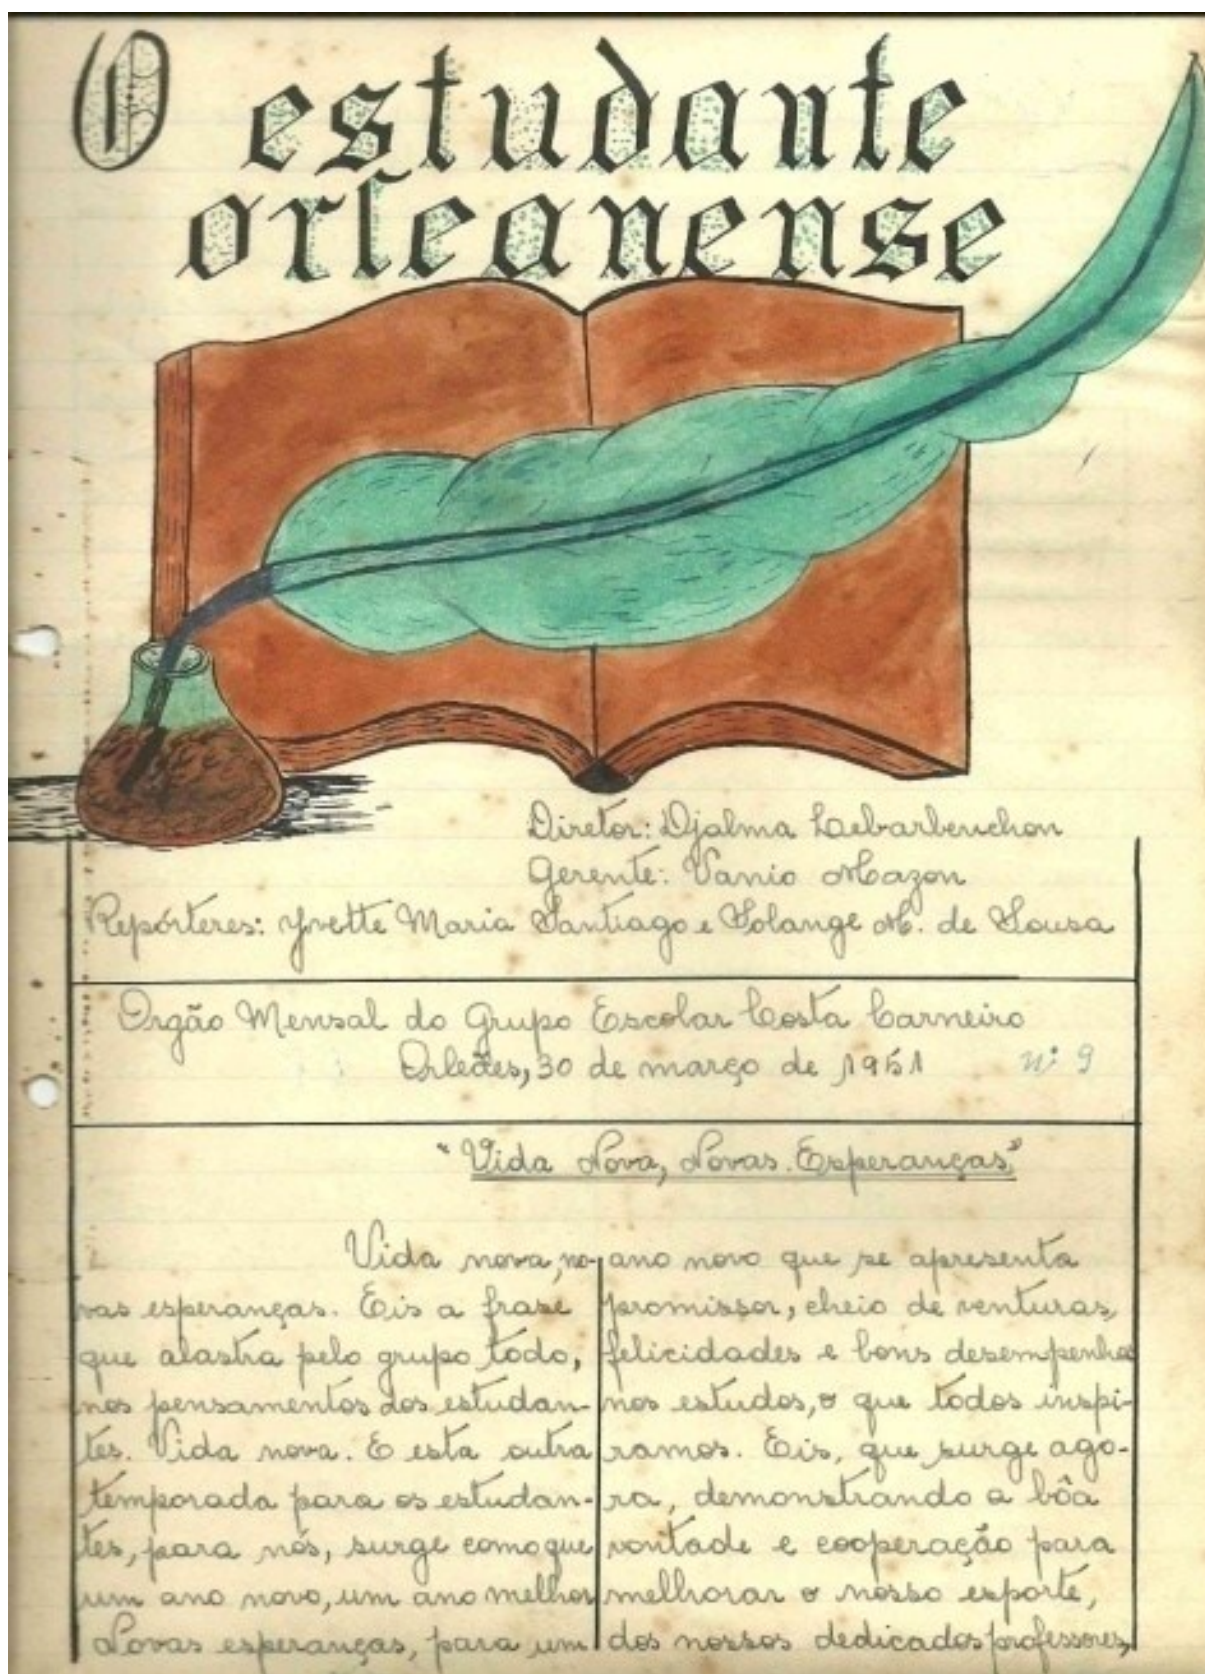 O estudante
orleanense
Diretor: Djalma Lebarbenchon
Gerente: Vanio Mazon
Repórteres: Yvette Maria Santiago e Solange M. de Sousa
Orgão Mensal do Grupo Escolar Costa Carneiro
Orleães, 30 de março de 1951 nº 9
"Vida Nova, Novas Esperanças"
Vida nova, no-
vas esperanças. Eis a frase
que alastra pelo grupo todo,
nos pensamentos dos estudan-
tes. Vida nova. E esta outra
temporada para os estudan-
tes, para nós, surge como que
um ano novo, um ano melhor
Novas esperanças, para um
ano novo que se apresenta
promissor, cheio de venturas,
felicidades e bons desempenhos
nos estudos, o que todos inspi-
ramos. Eis, que surge ago-
ra, demonstrando a bôa
vontade e cooperação para
melhorar o nosso esporte,
dos nossos dedicados professores,